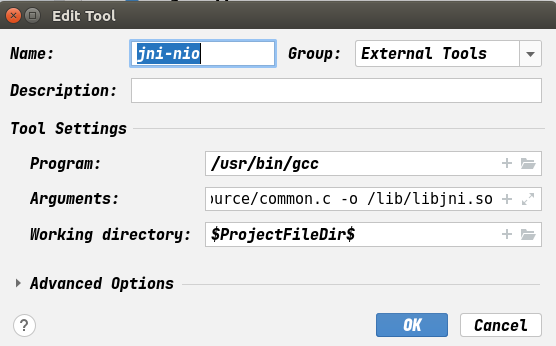 Edit Tool
Name: jni-nio Group: External Tools
Description:
Tool Settings
Program: /usr/bin/gcc
Arguments: ource/common.c -o /lib/libjni.so
Working directory: $ProjectFileDir$
Advanced Options
? OK Cancel